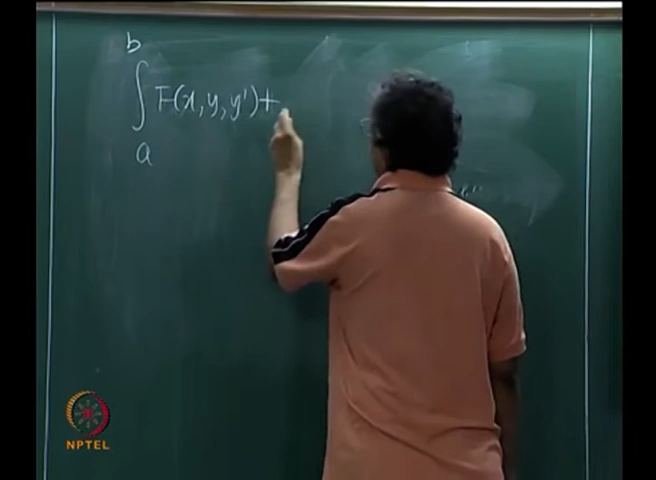 b
∫ F(x, y, y') +
a
NPTEL